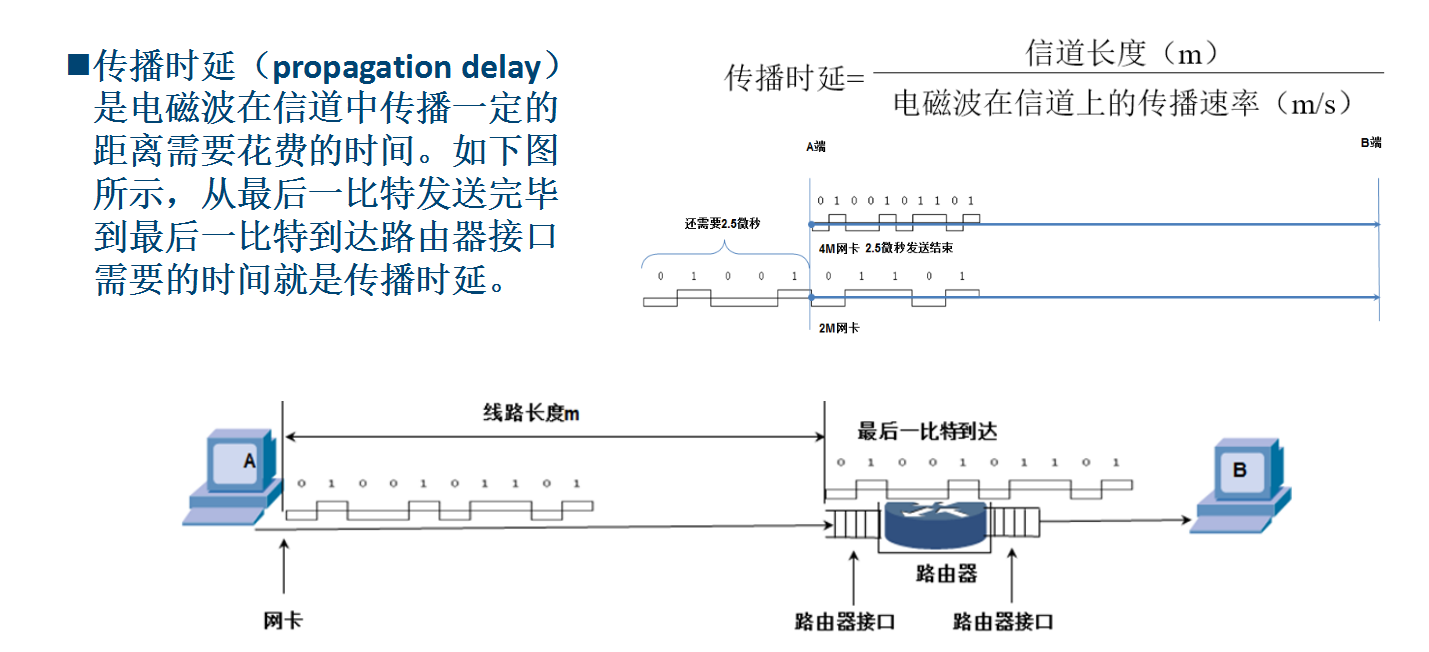 ■传播时延（propagation delay）
是电磁波在信道中传播一定的
距离需要花费的时间。如下图
所示，从最后一比特发送完毕
到最后一比特到达路由器接口
需要的时间就是传播时延。
传播时延=
信道长度（m）
电磁波在信道上的传播速率（m/s）
A端
B端
0 1 0 0 1 0 1 1 0 1
还需要2.5微秒
4M网卡 2.5微秒发送结束
0 1 0 0 1 0 1 1 0 1
2M网卡
线路长度m
最后一比特到达
A
0 1 0 0 1 0 1 1 0 1
0 1 0 0 1 0 1 1 0 1
B
路由器
网卡
路由器接口
路由器接口